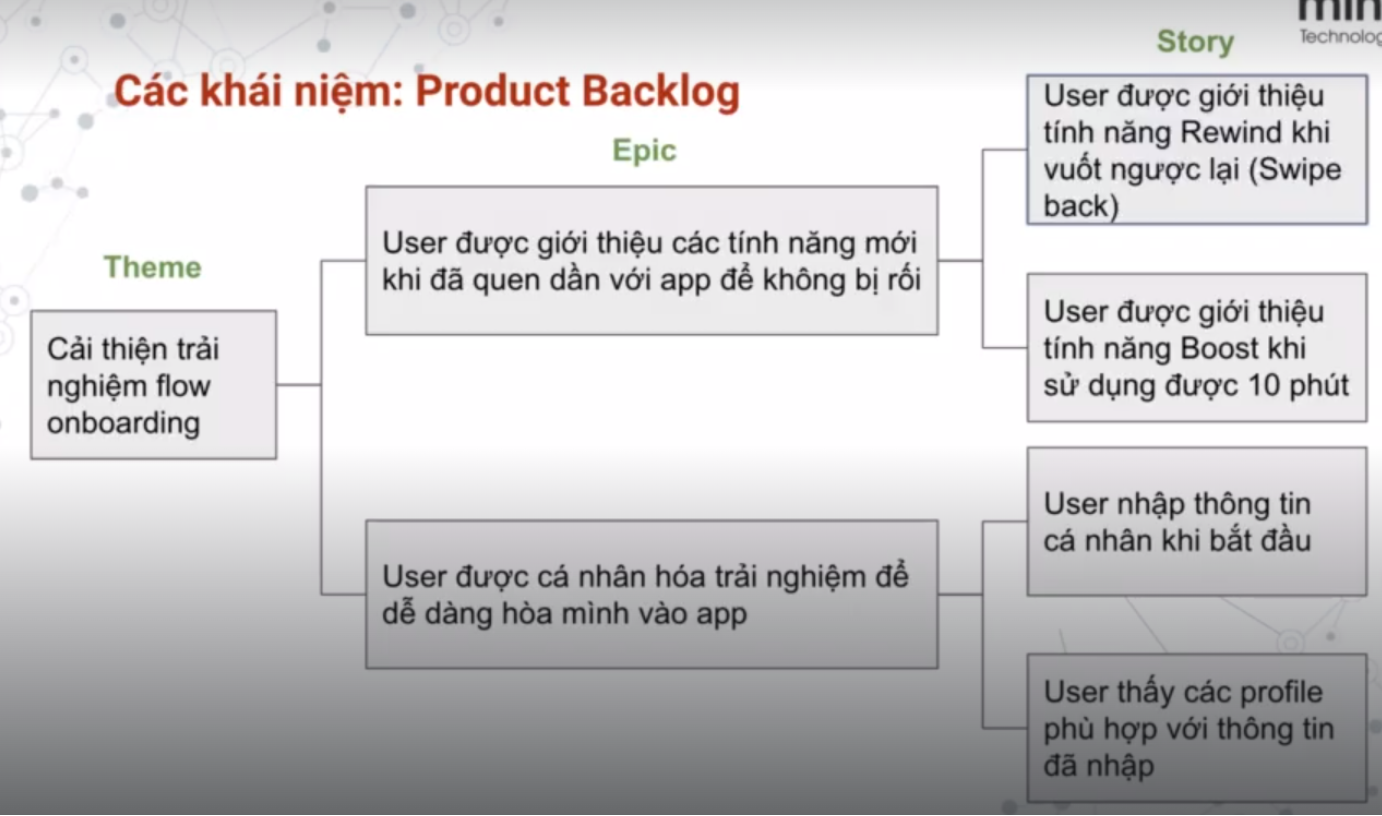 Các khái niệm: Product Backlog
Theme
Cải thiện trải
nghiệm flow
onboarding
Epic
User được giới thiệu các tính năng mới
khi đã quen dần với app để không bị rối
User được cá nhân hóa trải nghiệm để
dễ dàng hòa mình vào app
Story
User được giới thiệu
tính năng Rewind khi
vuốt ngược lại (Swipe
back)
User được giới thiệu
tính năng Boost khi
sử dụng được 10 phút
User nhập thông tin
cá nhân khi bắt đầu
User thấy các profile
phù hợp với thông tin
đã nhập